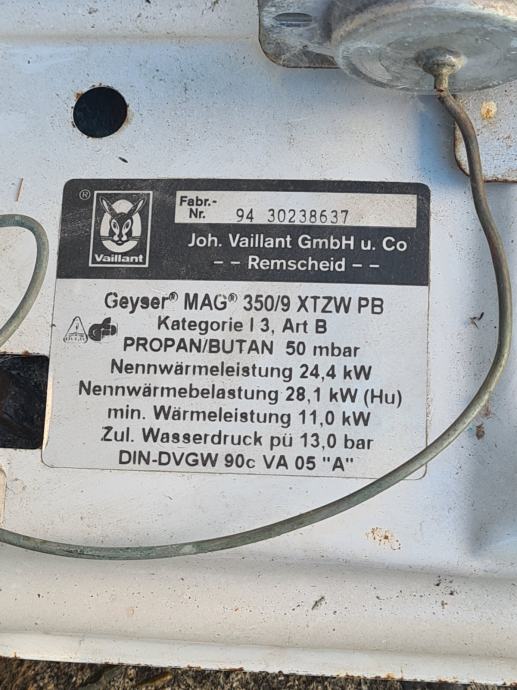 ®
Vaillant
Fabr.-
Nr. 94 30238637
Joh. Vaillant GmbH u. Co
- - Remscheid - -
Geyser® MAG® 350/9 XTZW PB
Kategorie I 3, Art B
PROPAN/BUTAN 50 mbar
Nennwärmeleistung 24,4 kW
Nennwärmebelastung 28,1 kW (Hu)
min. Wärmeleistung 11,0 kW
Zul. Wasserdruck pü 13,0 bar
DIN-DVGW 90c VA 05 "A"